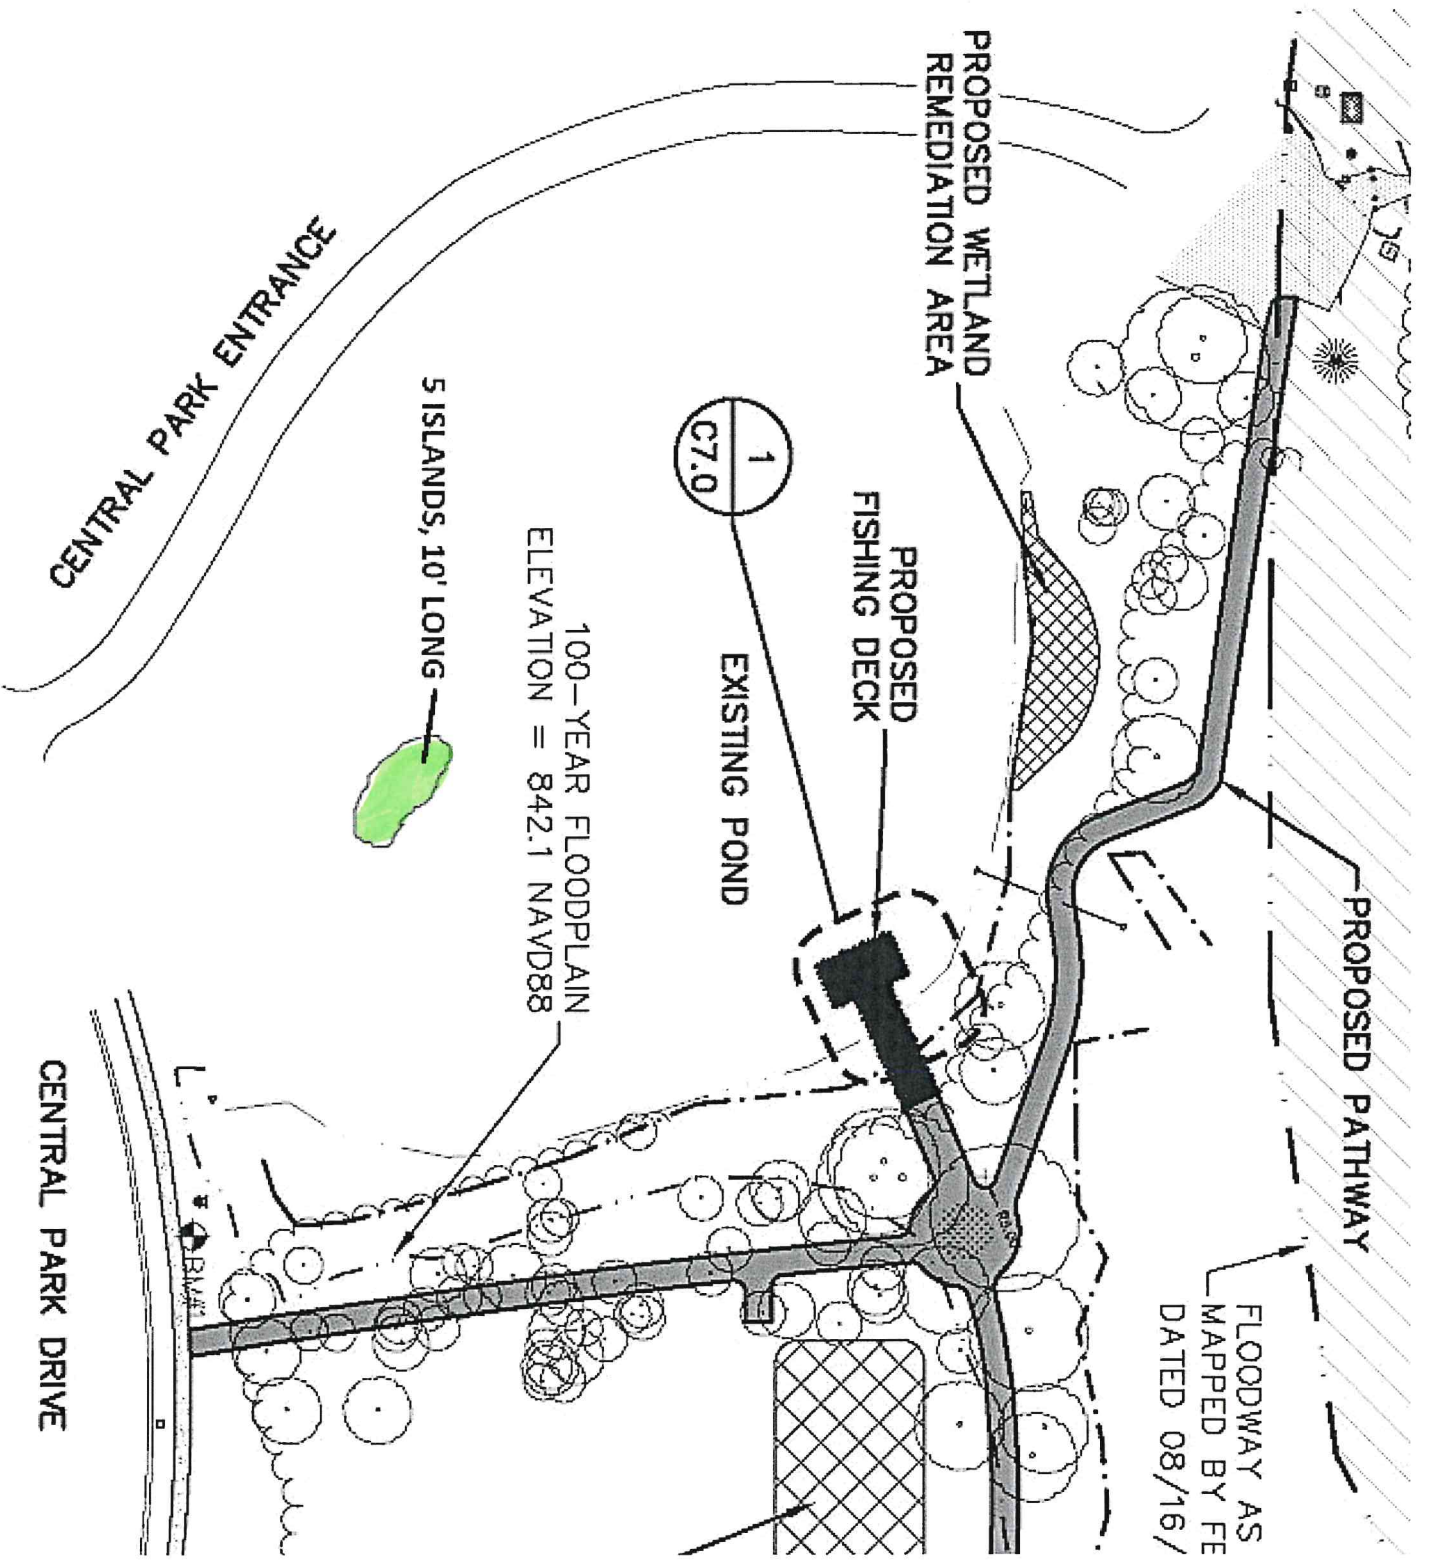 PROPOSED WETLAND
REMEDIATION AREA
PROPOSED PATHWAY
FLOODWAY AS
MAPPED BY FE
DATED 08/16/
PROPOSED
FISHING DECK
1
C7.0
EXISTING POND
100-YEAR FLOODPLAIN
ELEVATION = 842.1 NAVD88
5 ISLANDS, 10' LONG
CENTRAL PARK ENTRANCE
CENTRAL PARK DRIVE